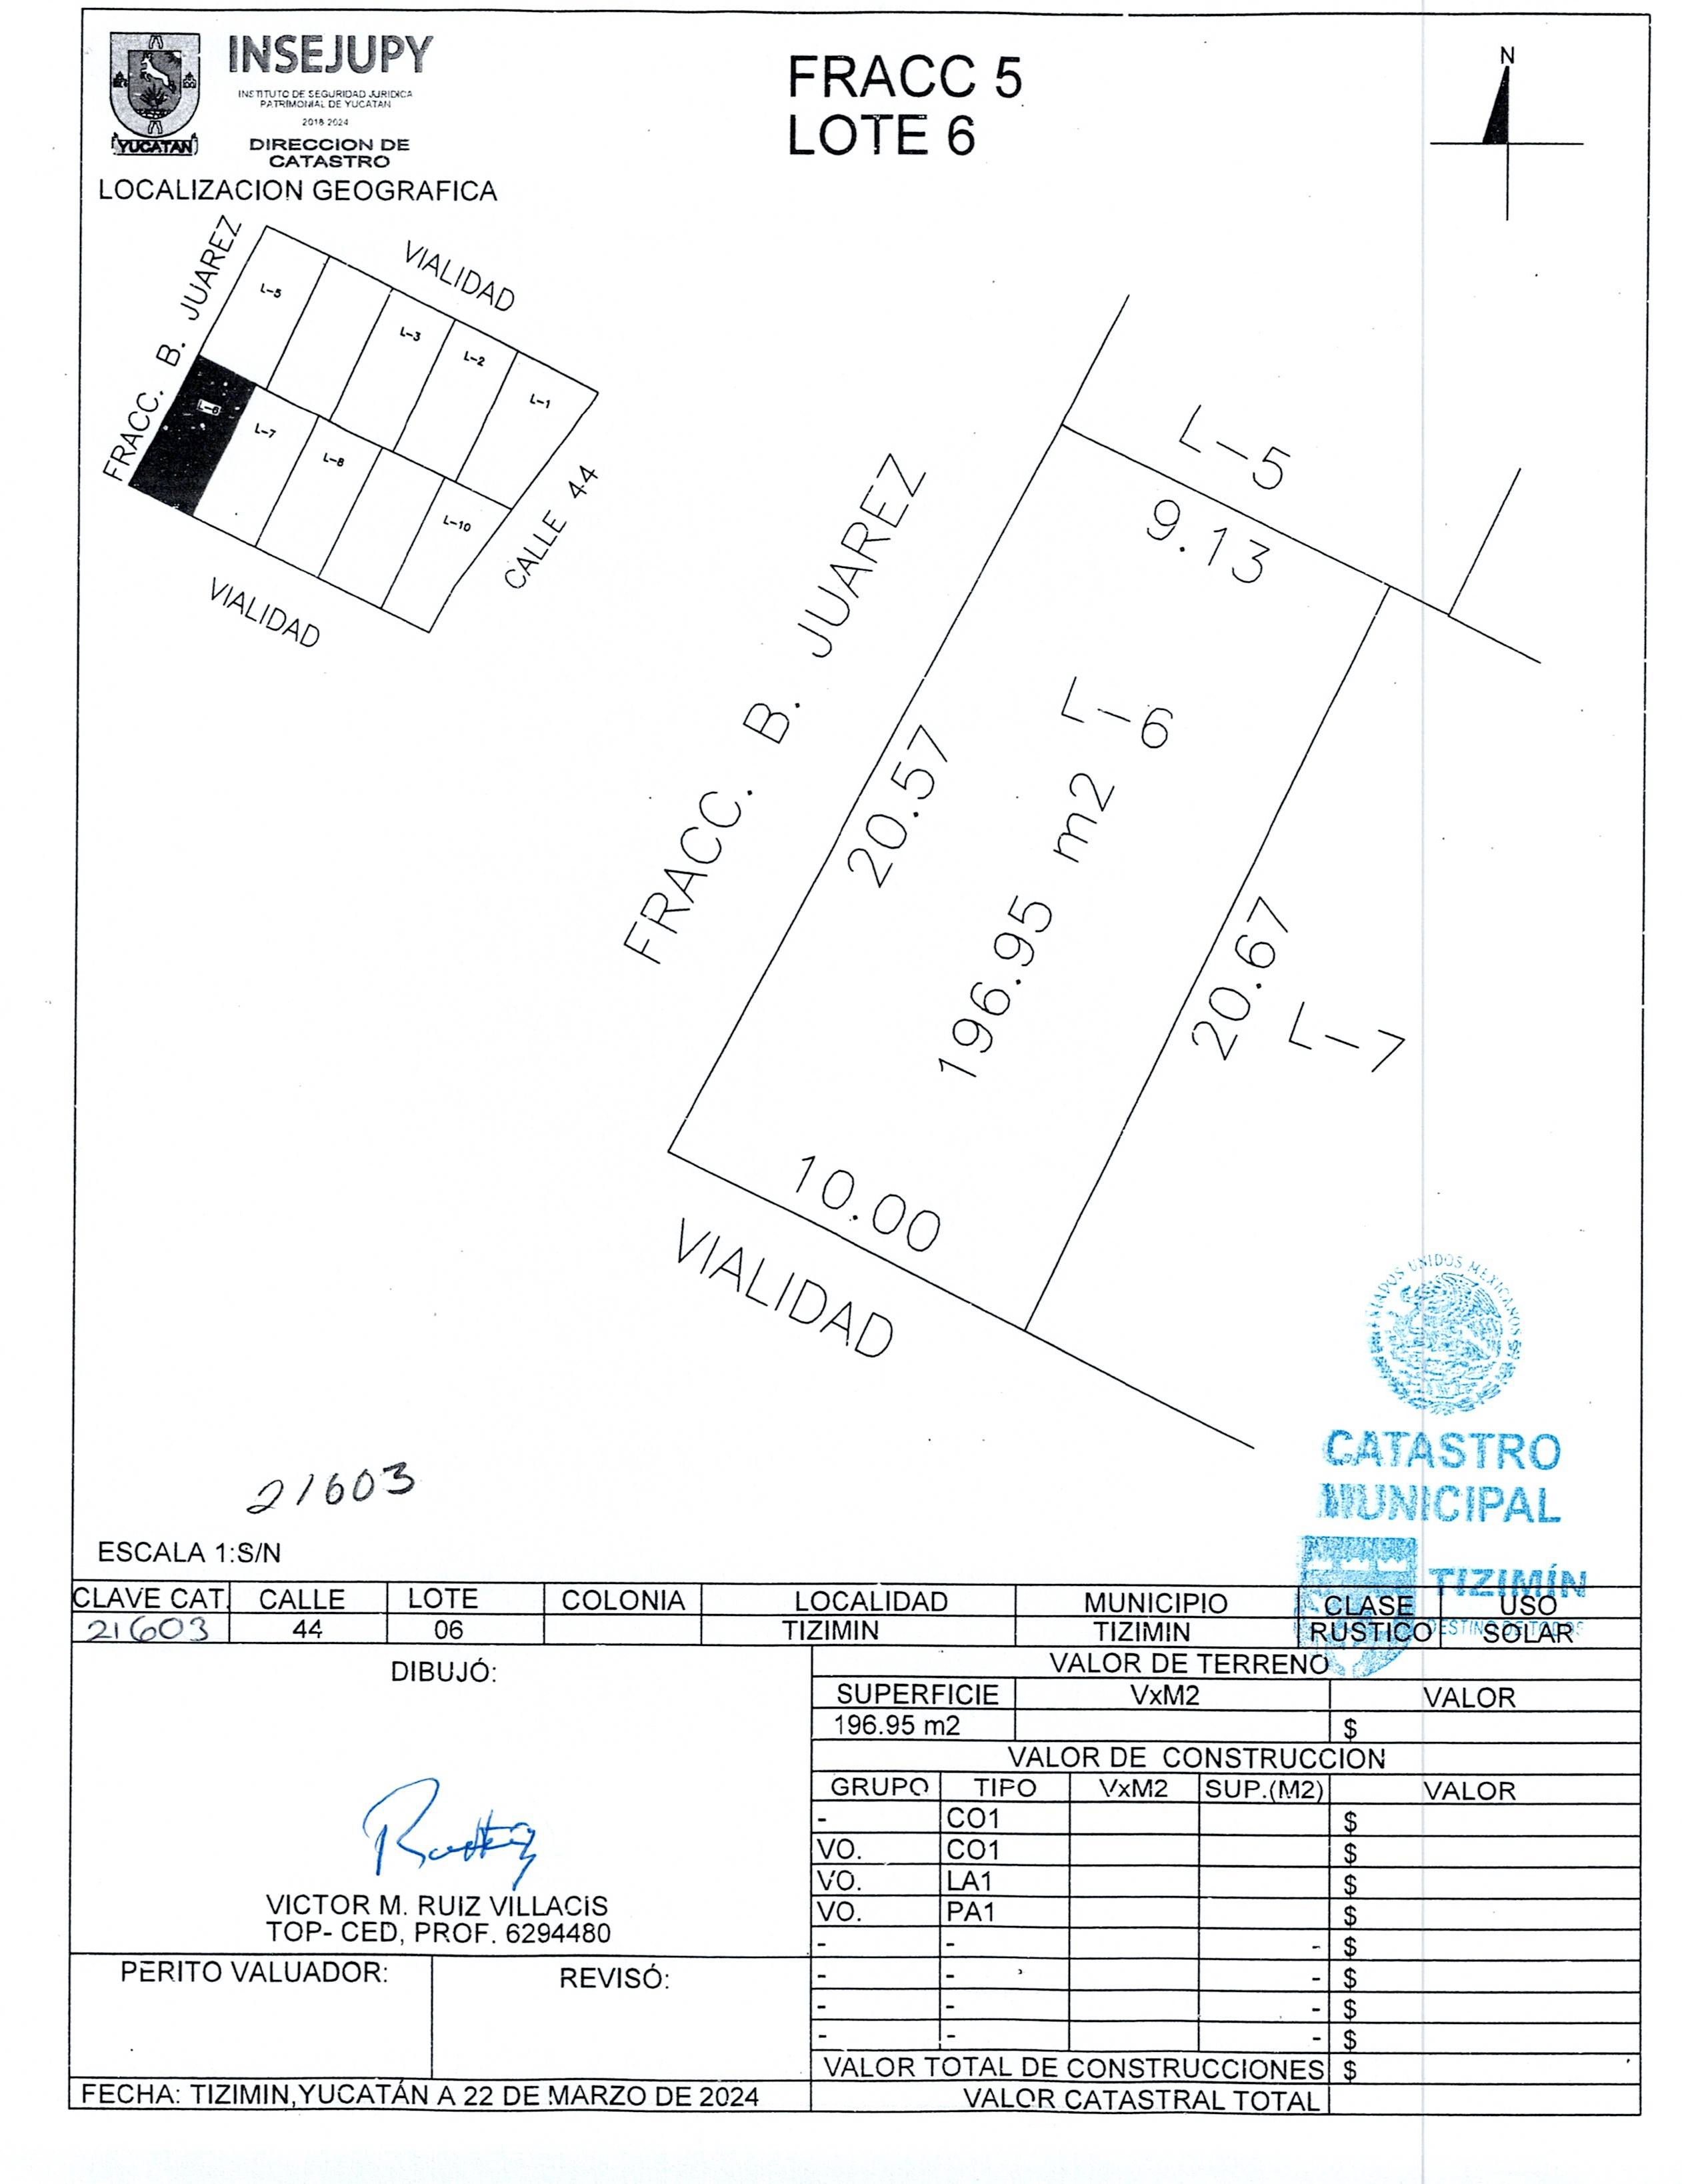 INSEJUPY
INSTITUTO DE SEGURIDAD JURIDICA
PATRIMONIAL DE YUCATAN
2018 2024
DIRECCION DE
CATASTRO
YUCATAN
LOCALIZACION GEOGRAFICA
FRACC 5
LOTE 6
N
FRACC. B. JUAREZ
VIALIDAD
L-5
L-3
L-2
L-1
L-6
L-7
L-8
L-10
CALLE 44
VIALIDAD
L-5
9.13
FRACC. B. JUAREZ
20.57
L-6
196.95 m2
20.67
L-7
10.00
VIALIDAD
ESTADOS UNIDOS MEXICANOS
CATASTRO
MUNICIPAL
TIZIMÍN
DESTINO DE TODOS
21603
ESCALA 1:S/N
CLAVE CAT. CALLE LOTE COLONIA LOCALIDAD MUNICIPIO CLASE USO
21603 44 06 TIZIMIN TIZIMIN RUSTICO SOLAR
DIBUJÓ:
VICTOR M. RUIZ VILLACIS
TOP- CED, PROF. 6294480
PERITO VALUADOR: REVISÓ:
FECHA: TIZIMIN,YUCATÁN A 22 DE MARZO DE 2024
VALOR DE TERRENO
SUPERFICIE VxM2 VALOR
196.95 m2 $
VALOR DE CONSTRUCCION
GRUPO TIPO VxM2 SUP.(M2) VALOR
- CO1 $
VO. CO1 $
VO. LA1 $
VO. PA1 $
- - - $
- - - $
- - - $
- - - $
VALOR TOTAL DE CONSTRUCCIONES $
VALOR CATASTRAL TOTAL